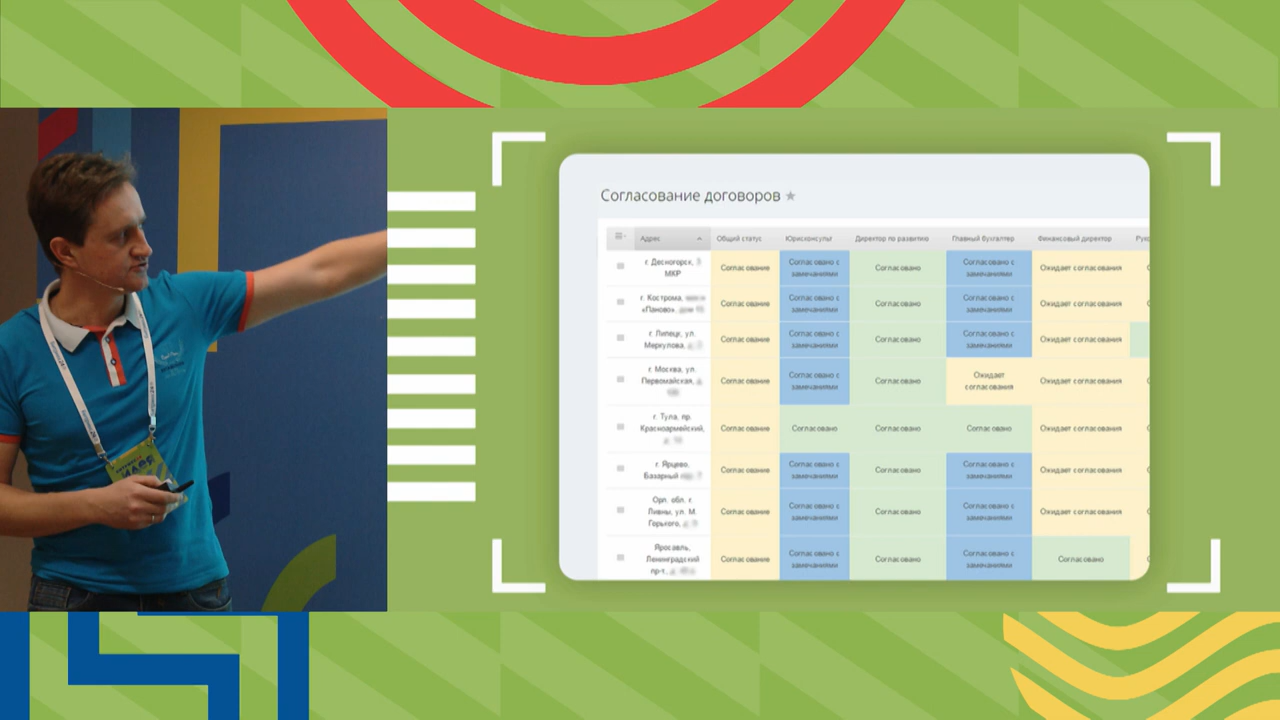 Согласование договоров
Адрес Общий статус Юрисконсульт Директор по развитию Главный бухгалтер Финансовый директор
г. Десногорск, 3 МКР Согласование Согласовано с замечаниями Согласовано Согласовано с замечаниями Ожидает согласования
г. Кострома, «Паново», Согласование Согласовано с замечаниями Согласовано Согласовано с замечаниями Ожидает согласования
г. Липецк, ул. Меркулова, Согласование Согласовано с замечаниями Согласовано Согласовано с замечаниями Ожидает согласования
г. Москва, ул. Первомайская, Согласование Согласовано с замечаниями Согласовано Ожидает согласования Ожидает согласования
г. Тула, пр. Красноармейский, Согласование Согласовано Согласовано Согласовано Ожидает согласования
г. Ярцево, Базарный Согласование Согласовано с замечаниями Согласовано Согласовано с замечаниями Ожидает согласования
Орл. обл. г. Ливны, ул. М. Горького, Согласование Согласовано с замечаниями Согласовано Согласовано с замечаниями Ожидает согласования
Ярославль, Ленинградский пр-т, Согласование Согласовано с замечаниями Согласовано Согласовано с замечаниями Согласовано